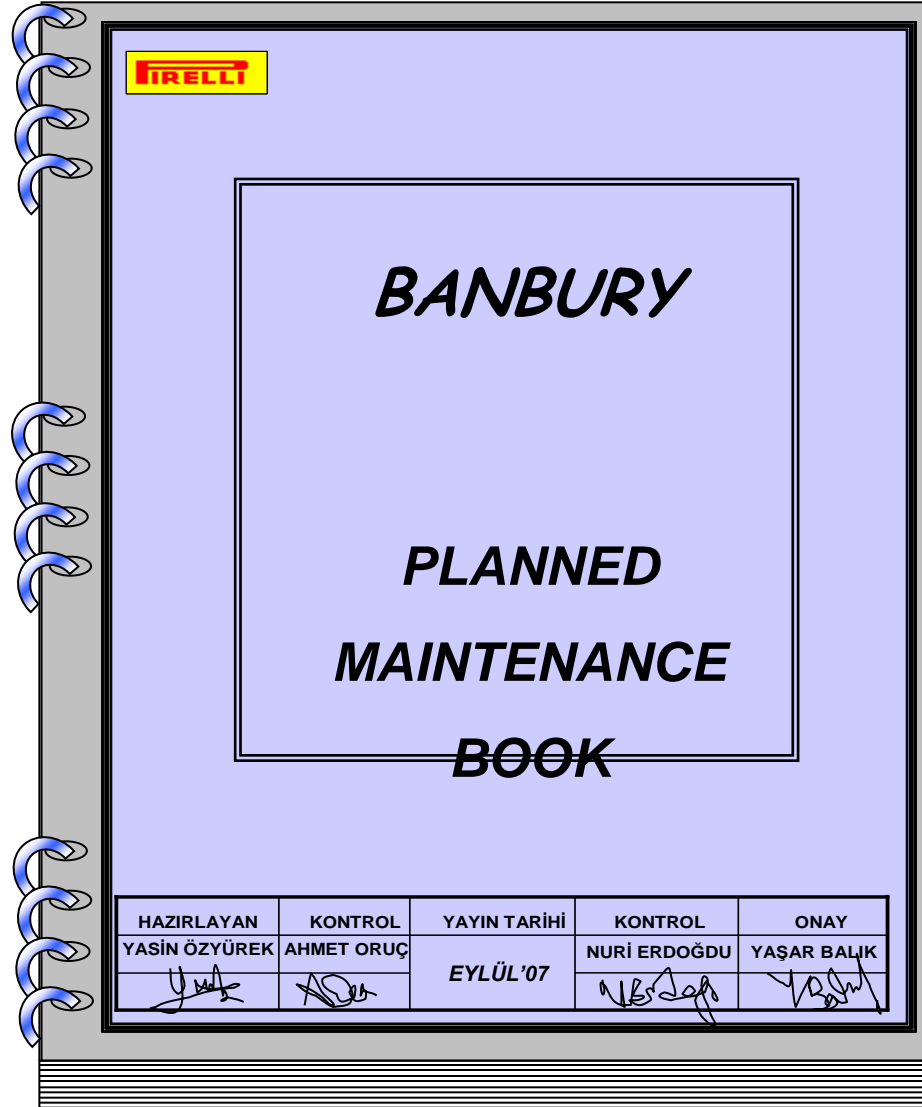 PIRELLI
BANBURY
PLANNED
MAINTENANCE
BOOK
HAZIRLAYAN KONTROL YAYIN TARİHİ KONTROL ONAY
YASİN ÖZYÜREK AHMET ORUÇ EYLÜL'07 NURİ ERDOĞDU YAŞAR BALIK